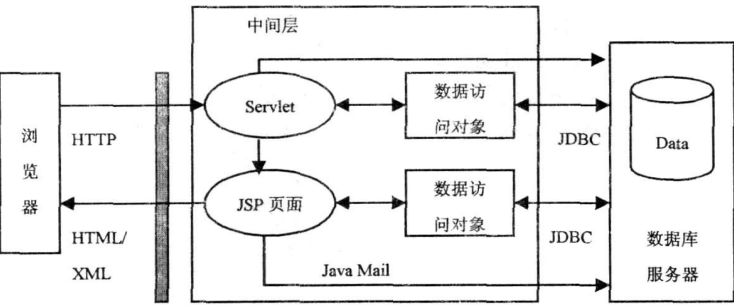 中间层
浏
览
器
HTTP
HTML/
XML
Servlet
JSP 页面
数据访
问对象
数据访
问对象
Java Mail
JDBC
JDBC
Data
数据库
服务器